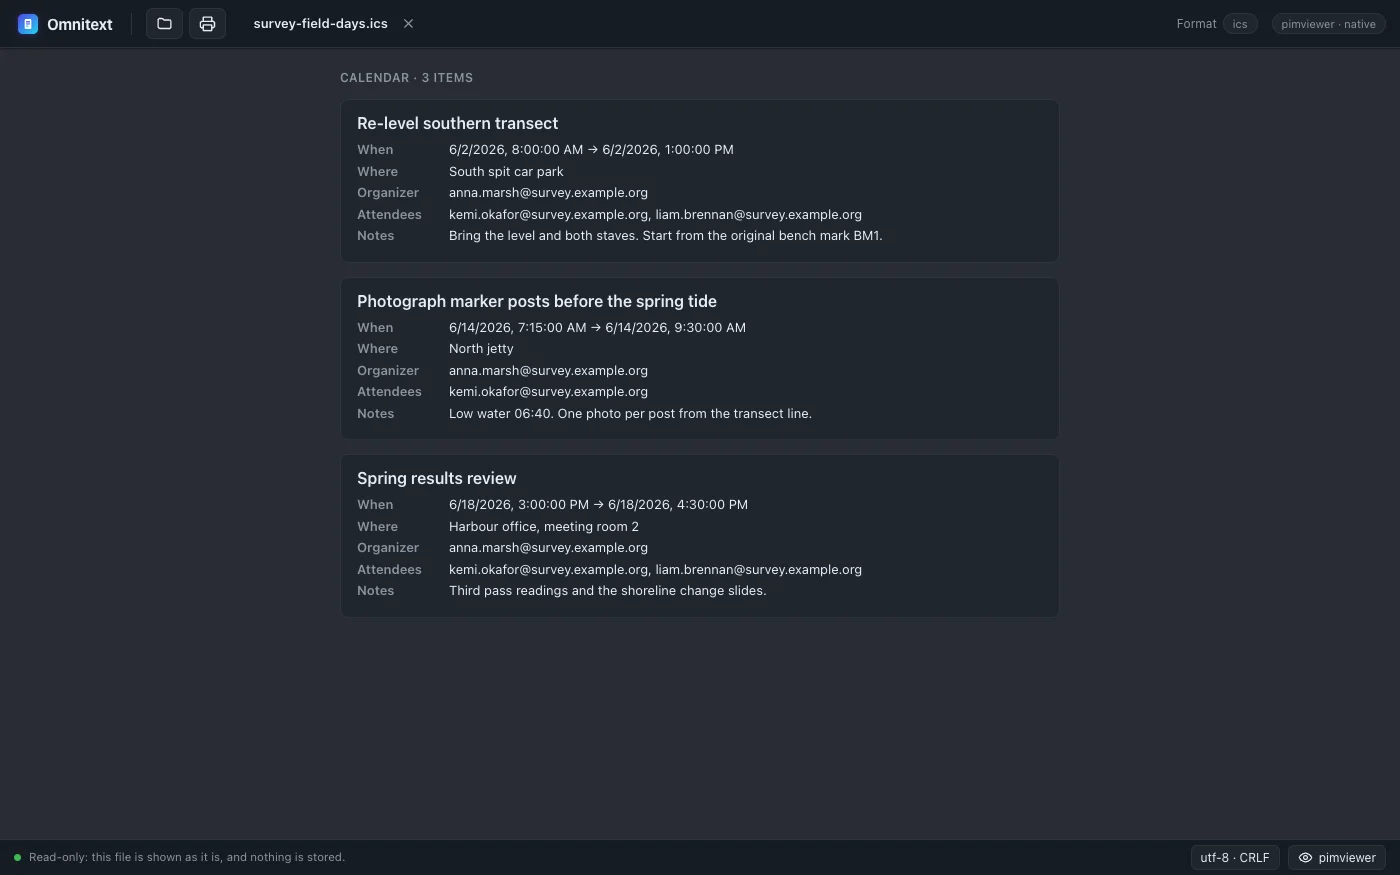 Omnitext
survey-field-days.ics
Format ics pimviewer · native
CALENDAR · 3 ITEMS
Re-level southern transect
When 6/2/2026, 8:00:00 AM → 6/2/2026, 1:00:00 PM
Where South spit car park
Organizer anna.marsh@survey.example.org
Attendees kemi.okafor@survey.example.org, liam.brennan@survey.example.org
Notes Bring the level and both staves. Start from the original bench mark BM1.
Photograph marker posts before the spring tide
When 6/14/2026, 7:15:00 AM → 6/14/2026, 9:30:00 AM
Where North jetty
Organizer anna.marsh@survey.example.org
Attendees kemi.okafor@survey.example.org
Notes Low water 06:40. One photo per post from the transect line.
Spring results review
When 6/18/2026, 3:00:00 PM → 6/18/2026, 4:30:00 PM
Where Harbour office, meeting room 2
Organizer anna.marsh@survey.example.org
Attendees kemi.okafor@survey.example.org, liam.brennan@survey.example.org
Notes Third pass readings and the shoreline change slides.
Read-only: this file is shown as it is, and nothing is stored.
utf-8 · CRLF pimviewer